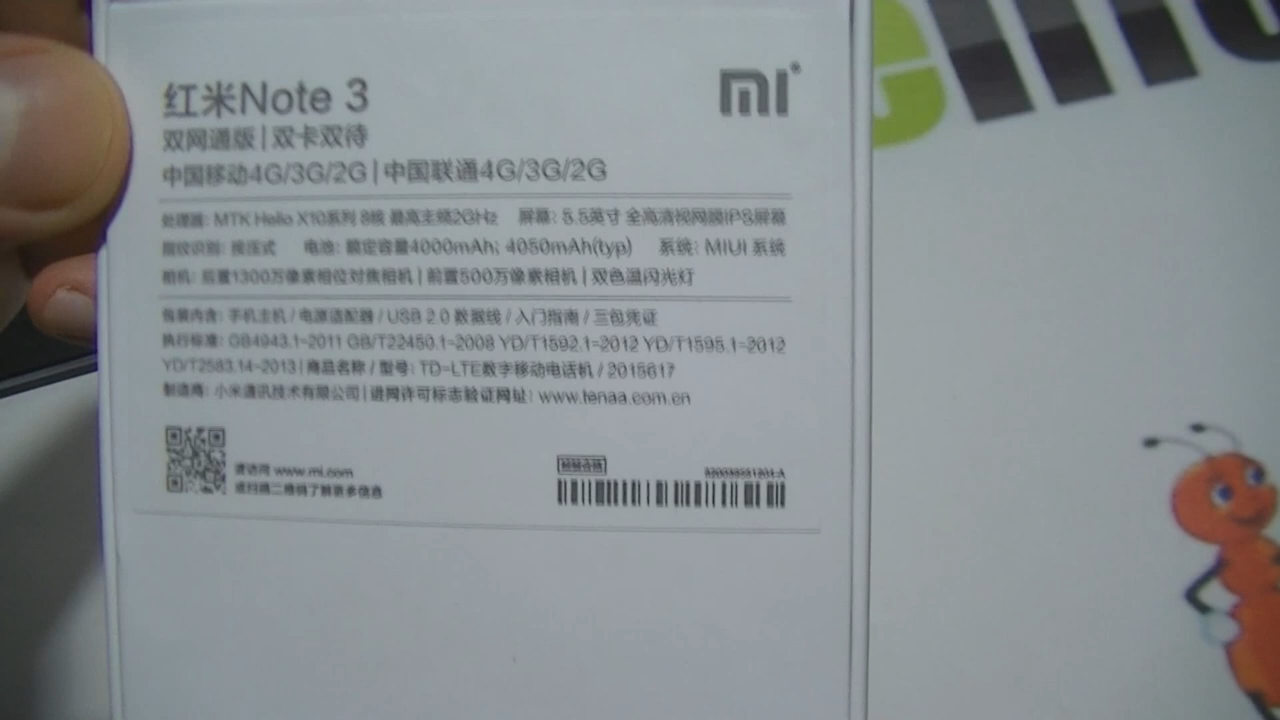 红米Note 3
mi
双网通版 | 双卡双待
中国移动4G/3G/2G | 中国联通4G/3G/2G
处理器: MTK Helio X10系列 8核 最高主频2GHz 屏幕: 5.5英寸 全高清视网膜IPS屏幕
指纹识别: 按压式 电池: 额定容量4000mAh; 4050mAh(typ) 系统: MIUI 系统
相机: 后置1300万像素相位对焦相机 | 前置500万像素相机 | 双色温闪光灯
包装内含: 手机主机 / 电源适配器 / USB 2.0 数据线 / 入门指南 / 三包凭证
执行标准: GB4943.1-2011 GB/T22450.1-2008 YD/T1592.1-2012 YD/T1595.1-2012
YD/T2583.14-2013 | 商品名称 / 型号: TD-LTE数字移动电话机 / 2015617
制造商: 小米通讯技术有限公司 | 进网许可标志验证网址: www.tenaa.com.cn
请访问 www.mi.com
或扫描二维码了解更多信息
检验合格